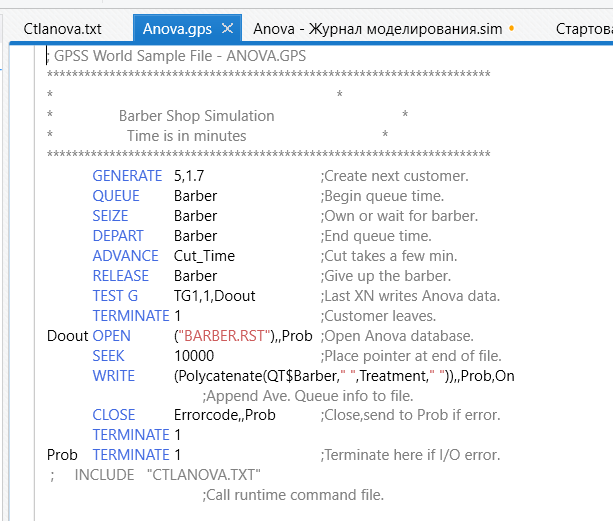 Ctlanova.txt Anova.gps × Anova - Журнал моделирования.sim Стартова
; GPSS World Sample File - ANOVA.GPS
***********************************************************************
* *
* Barber Shop Simulation *
* Time is in minutes *
***********************************************************************
GENERATE 5,1.7 ;Create next customer.
QUEUE Barber ;Begin queue time.
SEIZE Barber ;Own or wait for barber.
DEPART Barber ;End queue time.
ADVANCE Cut_Time ;Cut takes a few min.
RELEASE Barber ;Give up the barber.
TEST G TG1,1,Doout ;Last XN writes Anova data.
TERMINATE 1 ;Customer leaves.
Doout OPEN ("BARBER.RST"),,Prob ;Open Anova database.
SEEK 10000 ;Place pointer at end of file.
WRITE (Polycatenate(QT$Barber," ",Treatment," ")),,Prob,On
;Append Ave. Queue info to file.
CLOSE Errorcode,,Prob ;Close,send to Prob if error.
TERMINATE 1
Prob TERMINATE 1 ;Terminate here if I/O error.
; INCLUDE "CTLANOVA.TXT"
;Call runtime command file.